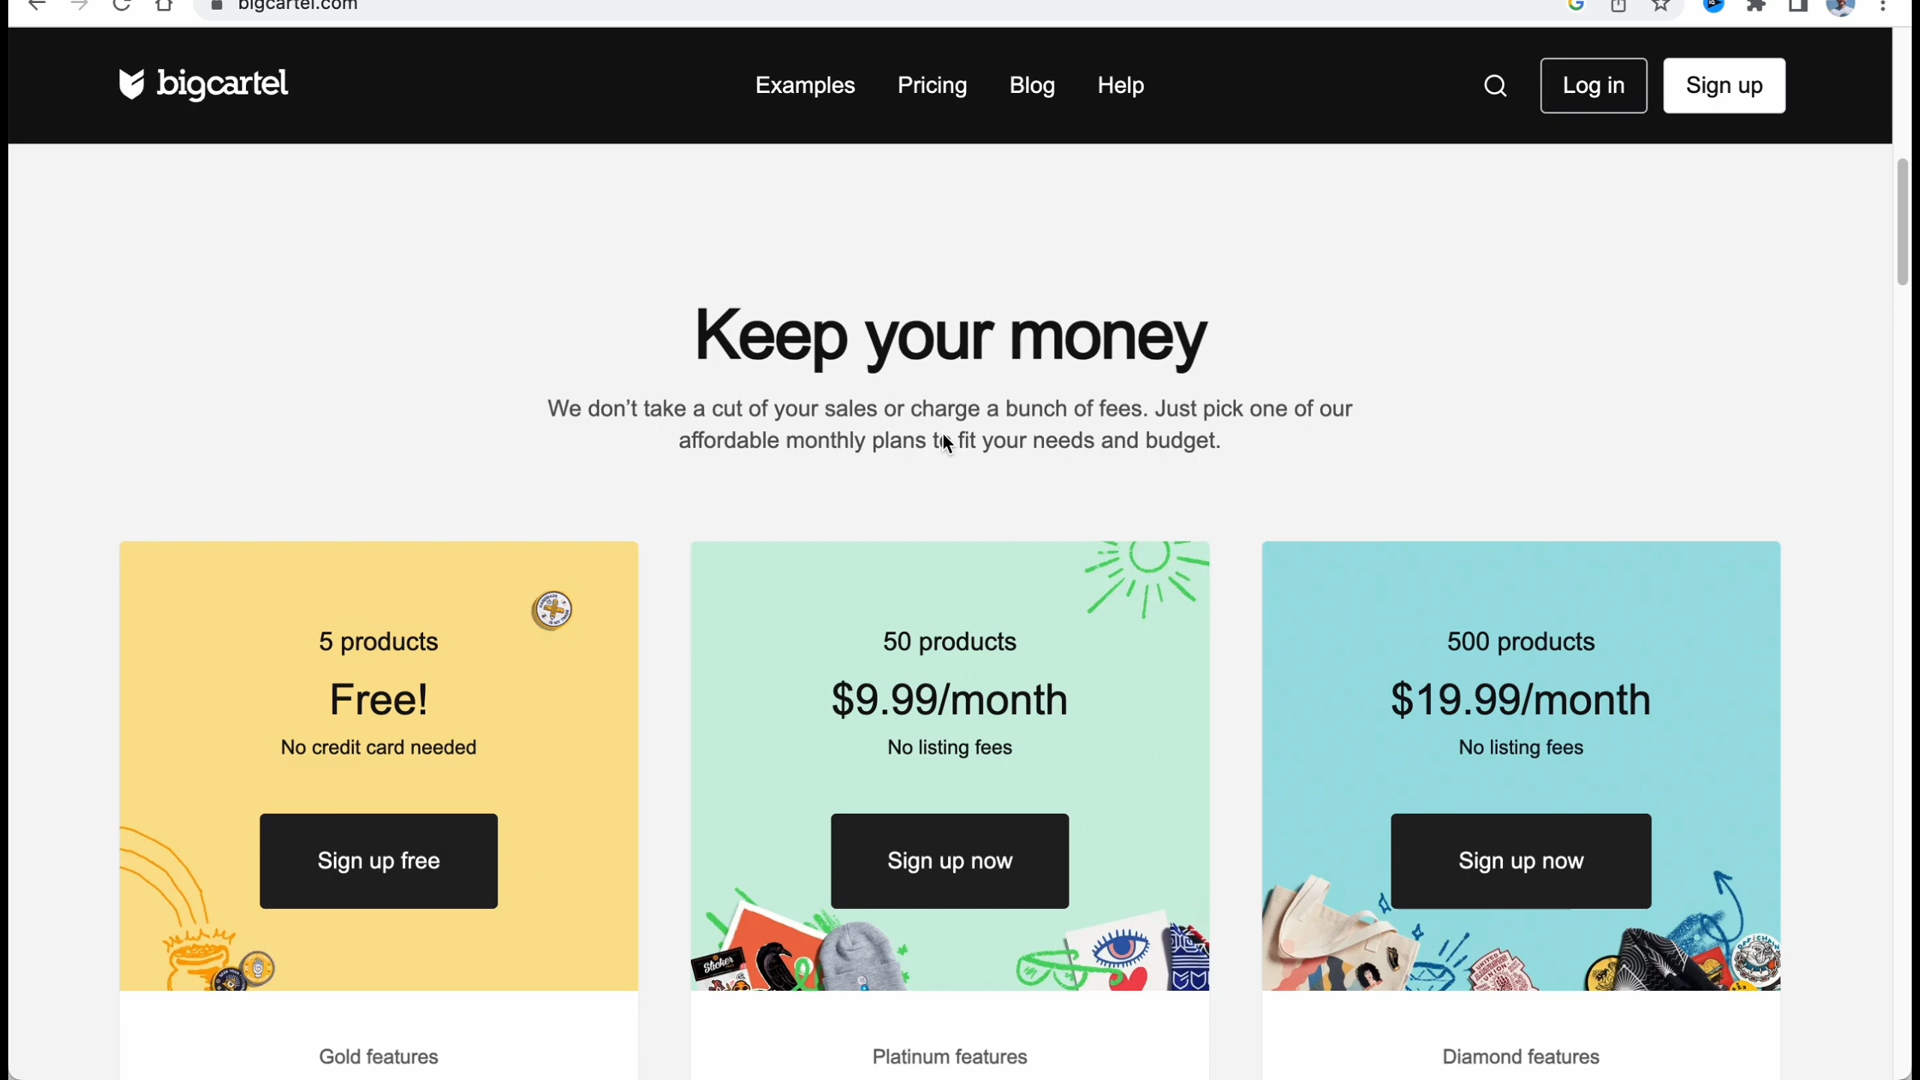 bigcartel.com
bigcartel
Examples
Pricing
Blog
Help
Log in
Sign up
Keep your money
We don’t take a cut of your sales or charge a bunch of fees. Just pick one of our
affordable monthly plans to fit your needs and budget.
5 products
Free!
No credit card needed
Sign up free
50 products
$9.99/month
No listing fees
Sign up now
Sticker
500 products
$19.99/month
No listing fees
Sign up now
Gold features
Platinum features
Diamond features